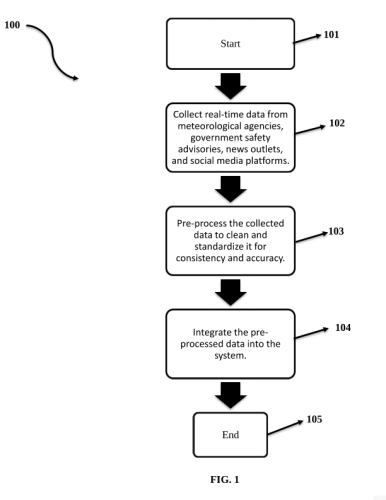 100
Start
101
Collect real-time data from
meteorological agencies,
government safety
advisories, news outlets,
and social media platforms.
102
Pre-process the collected
data to clean and
standardize it for
consistency and accuracy.
103
Integrate the pre-
processed data into the
system.
104
End
105
FIG. 1